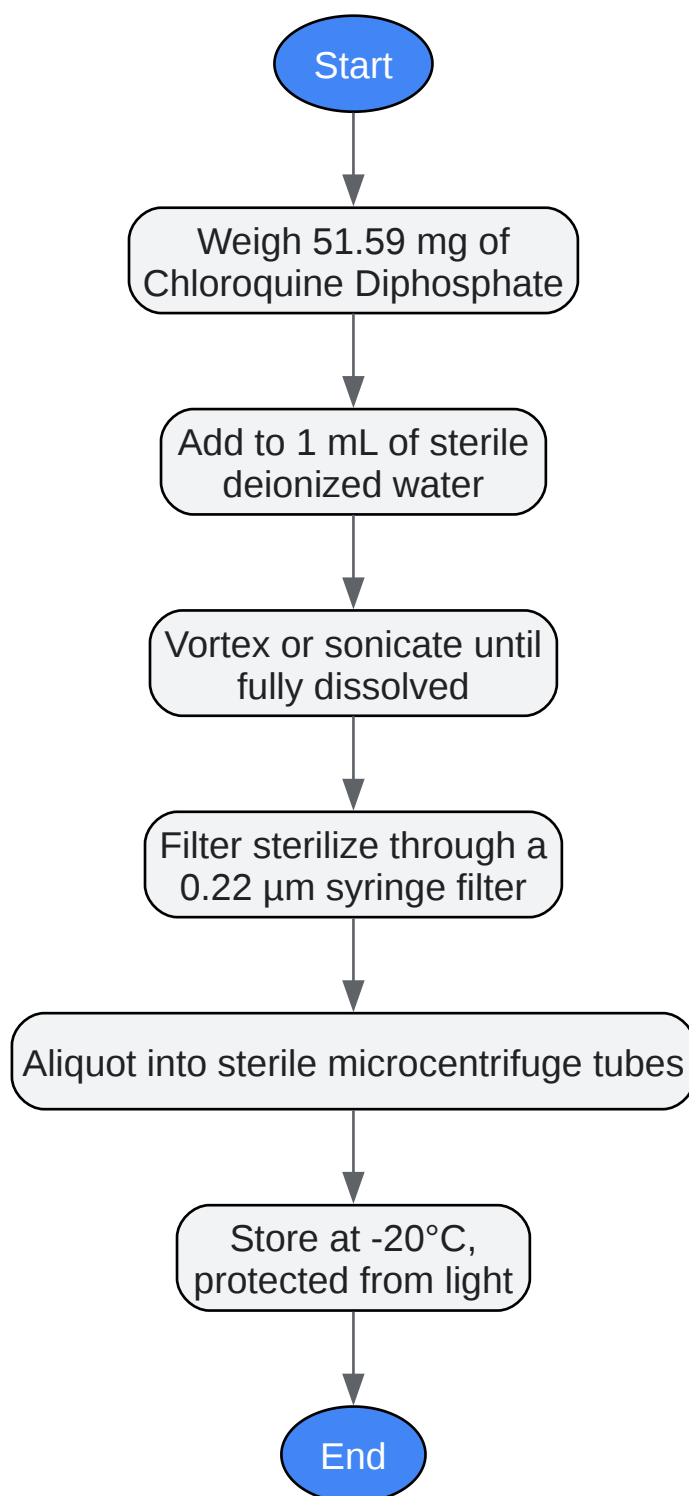 Start
Weigh 51.59 mg of
Chloroquine Diphosphate
Add to 1 mL of sterile
deionized water
Vortex or sonicate until
fully dissolved
Filter sterilize through a
0.22 µm syringe filter
Aliquot into sterile microcentrifuge tubes
Store at -20°C,
protected from light
End